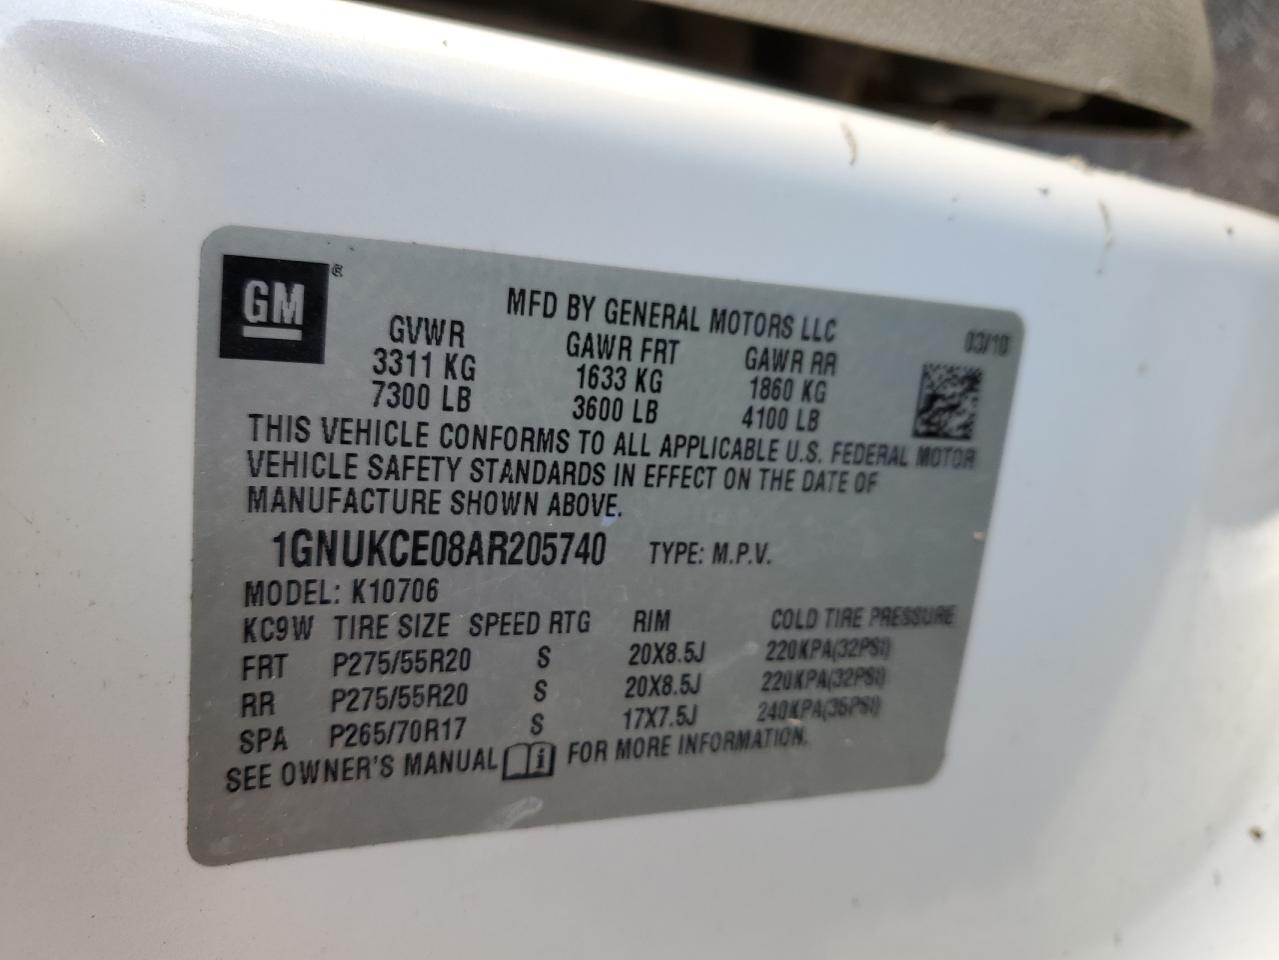 GM ®
MFD BY GENERAL MOTORS LLC 03/10
GVWR GAWR FRT GAWR RR
3311 KG 1633 KG 1860 KG
7300 LB 3600 LB 4100 LB
THIS VEHICLE CONFORMS TO ALL APPLICABLE U.S. FEDERAL MOTOR
VEHICLE SAFETY STANDARDS IN EFFECT ON THE DATE OF
MANUFACTURE SHOWN ABOVE.
1GNUKCE08AR205740 TYPE: M.P.V.
MODEL: K10706
KC9W TIRE SIZE SPEED RTG RIM COLD TIRE PRESSURE
FRT P275/55R20 S 20X8.5J 220KPA(32PSI)
RR P275/55R20 S 20X8.5J 220KPA(32PSI)
SPA P265/70R17 S 17X7.5J 240KPA(35PSI)
SEE OWNER'S MANUAL i FOR MORE INFORMATION.